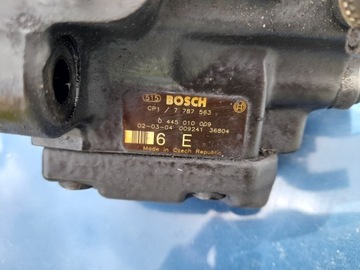 515 BOSCH
CP1 / 7 787 563
0 445 010 009
02-03-04 009241 36804
6 E
Made in Czech Republic